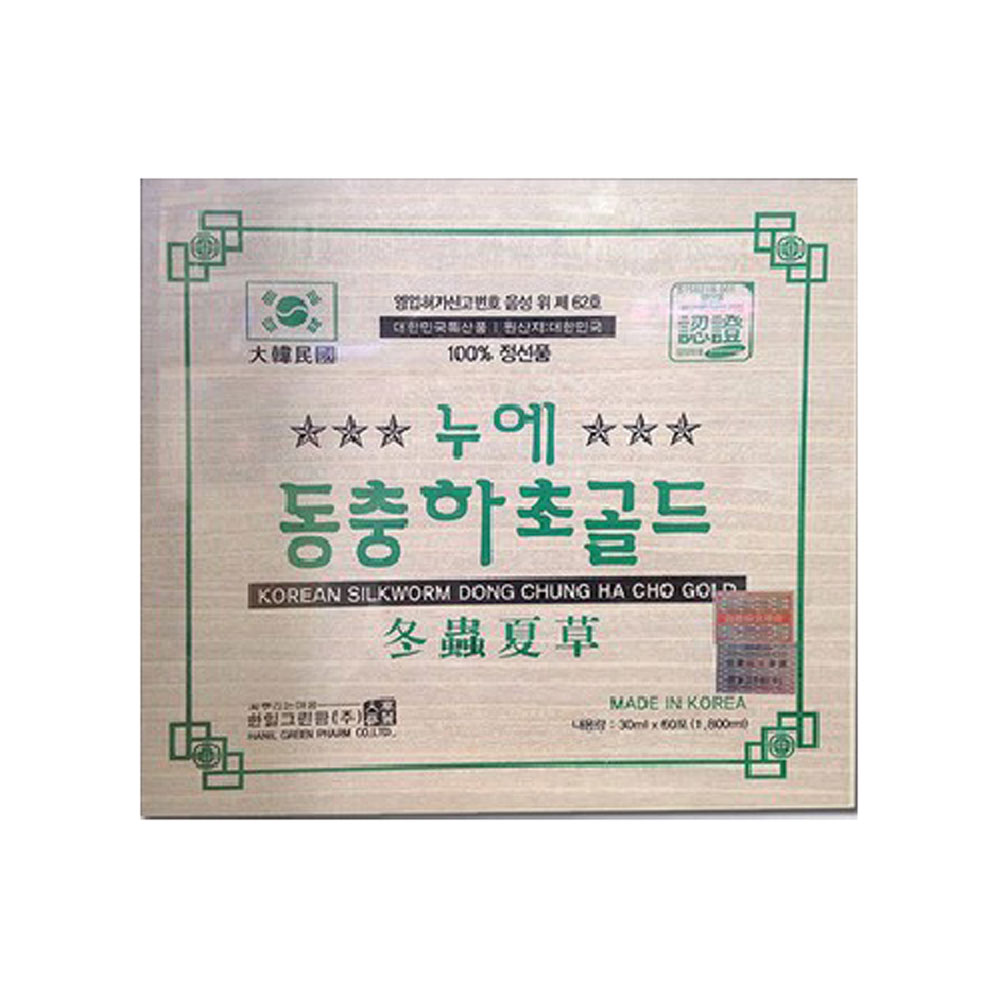 영업허가신고번호 음성 위 제 62호
대한민국특산품 | 원산지:대한민국
100% 정선품
大韓民國
認證
누에
동충하초골드
KOREAN SILKWORM DONG CHUNG HA CHO GOLD
冬蟲夏草
한일그린팜(주)
HANIL GREEN PHARM CO.,LTD.
MADE IN KOREA
내용량 : 30ml x 60포 (1,800ml)